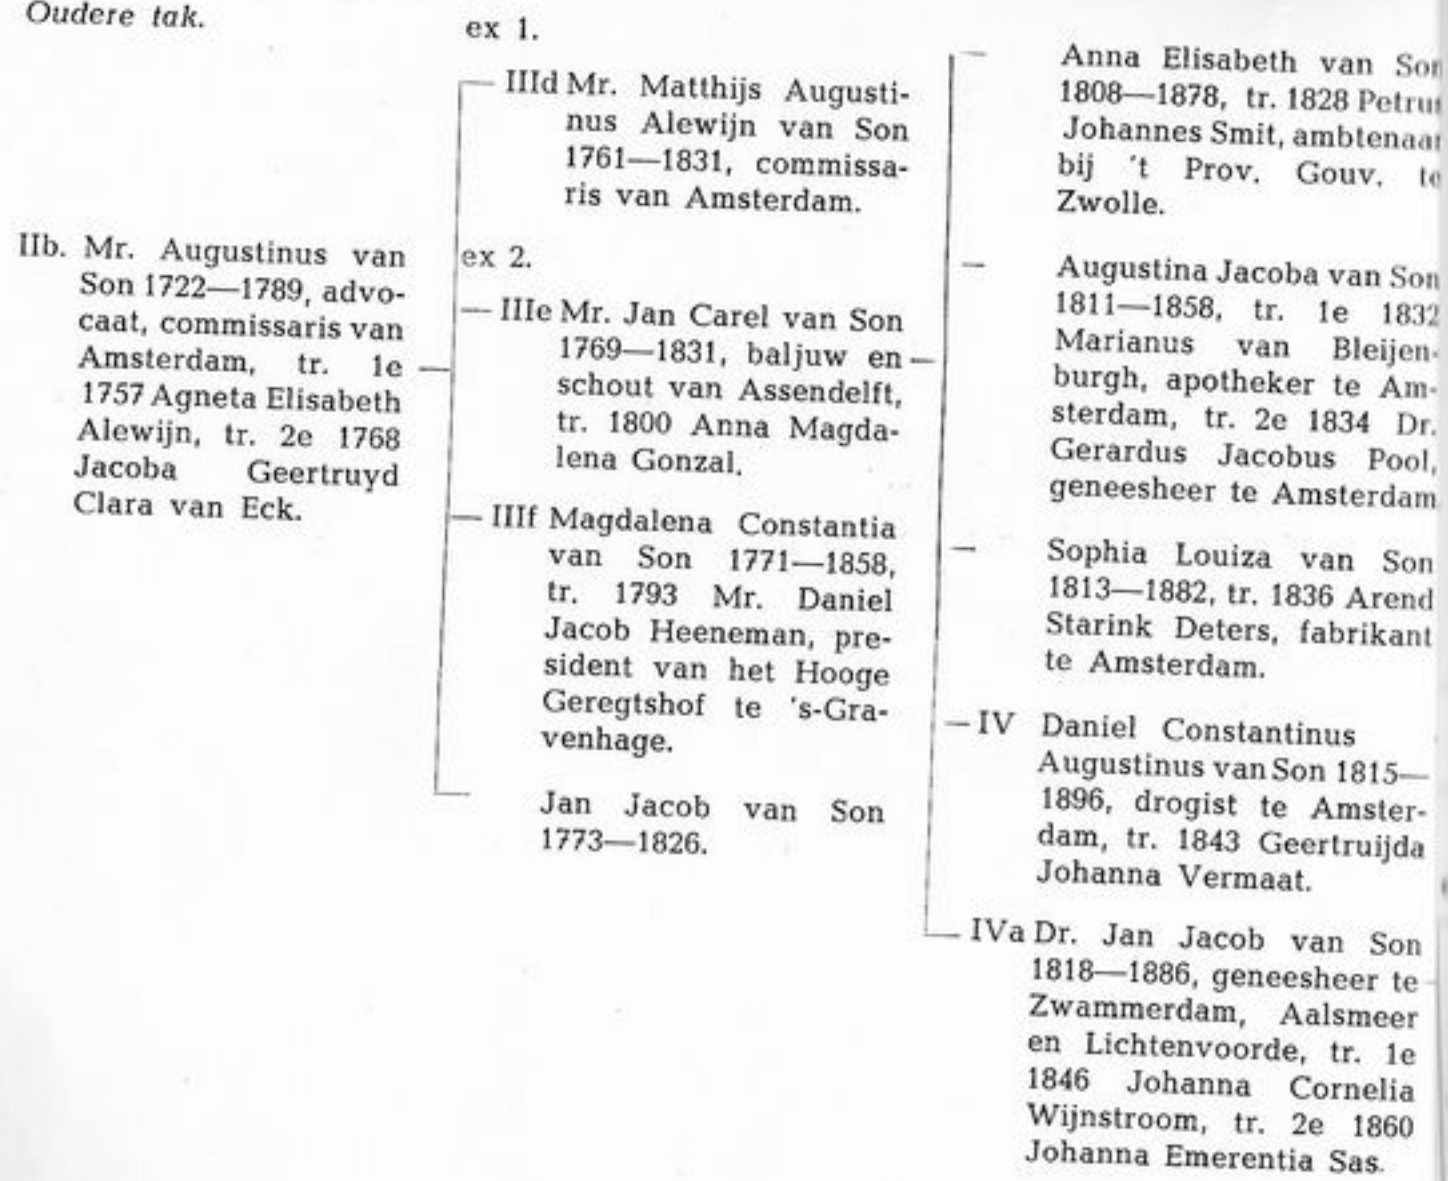 Oudere tak.
IIb. Mr. Augustinus van
Son 1722—1789, advo-
caat, commissaris van
Amsterdam, tr. 1e
1757 Agneta Elisabeth
Alewijn, tr. 2e 1768
Jacoba Geertruyd
Clara van Eck.
ex 1.
IIId Mr. Matthijs Augusti-
nus Alewijn van Son
1761—1831, commissa-
ris van Amsterdam.
ex 2.
IIIe Mr. Jan Carel van Son
1769—1831, baljuw en
schout van Assendelft,
tr. 1800 Anna Magda-
lena Gonzal.
IIIf Magdalena Constantia
van Son 1771—1858,
tr. 1793 Mr. Daniel
Jacob Heeneman, pre-
sident van het Hooge
Geregtshof te 's-Gra-
venhage.
Jan Jacob van Son
1773—1826.
Anna Elisabeth van Son
1808—1878, tr. 1828 Petrus
Johannes Smit, ambtenaar
bij 't Prov. Gouv. te
Zwolle.
Augustina Jacoba van Son
1811—1858, tr. 1e 1832
Marianus van Bleijen-
burgh, apotheker te Am-
sterdam, tr. 2e 1834 Dr.
Gerardus Jacobus Pool,
geneesheer te Amsterdam
Sophia Louiza van Son
1813—1882, tr. 1836 Arend
Starink Deters, fabrikant
te Amsterdam.
IV Daniel Constantinus
Augustinus van Son 1815—
1896, drogist te Amster-
dam, tr. 1843 Geertruijda
Johanna Vermaat.
IVa Dr. Jan Jacob van Son
1818—1886, geneesheer te
Zwammerdam, Aalsmeer
en Lichtenvoorde, tr. 1e
1846 Johanna Cornelia
Wijnstroom, tr. 2e 1860
Johanna Emerentia Sas.